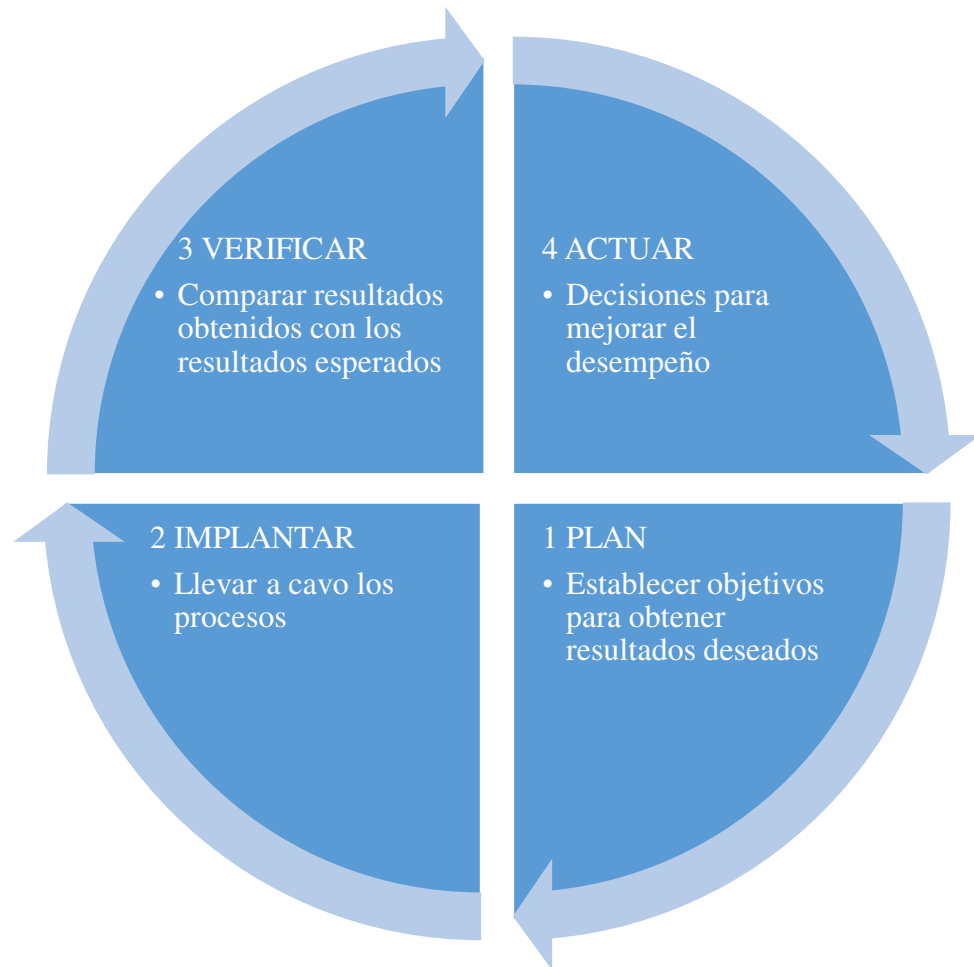 3 VERIFICAR
• Comparar resultados
obtenidos con los
resultados esperados
4 ACTUAR
• Decisiones para
mejorar el
desempeño
2 IMPLANTAR
• Llevar a cavo los
procesos
1 PLAN
• Establecer objetivos
para obtener
resultados deseados